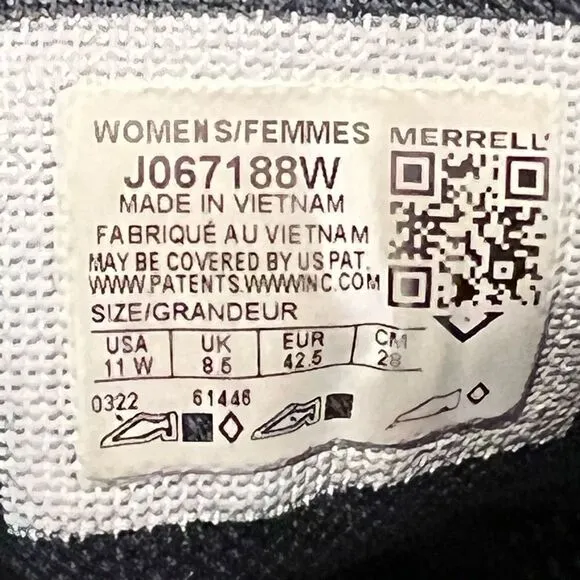 WOMENS/FEMMES
MERRELL
J067188W
MADE IN VIETNAM
FABRIQUÉ AU VIETNAM
MAY BE COVERED BY US PAT.
WWW.PATENTS.WWWINC.COM
SIZE/GRANDEUR
USA UK EUR CM
11 W 8.5 42.5 28
0322 61446